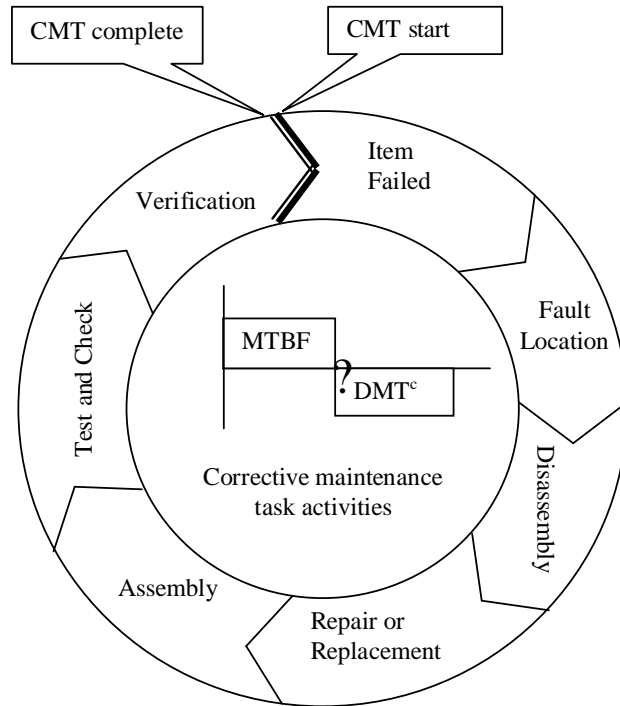 CMT complete
CMT start
Item
Failed
Fault
Location
Disassembly
Repair or
Replacement
Assembly
Test and Check
Verification
MTBF
?
DMTᶜ
Corrective maintenance
task activities